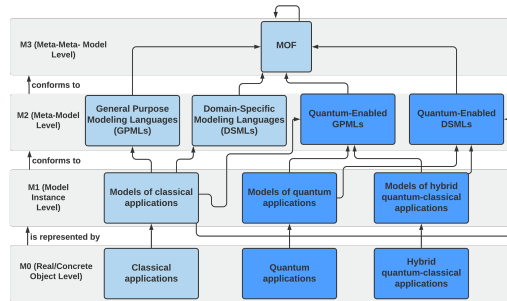 M3 (Meta-Meta- Model
Level)
MOF
conforms to
M2 (Meta-Model
Level)
General Purpose
Modeling Languages
(GPMLs)
Domain-Specific
Modeling Languages
(DSMLs)
Quantum-Enabled
GPMLs
Quantum-Enabled
DSMLs
conforms to
M1 (Model
Instance
Level)
Models of classical
applications
Models of quantum
applications
Models of hybrid
quantum-classical
applications
is represented by
M0 (Real/Concrete
Object Level)
Classical
applications
Quantum
applications
Hybrid
quantum-classical
applications